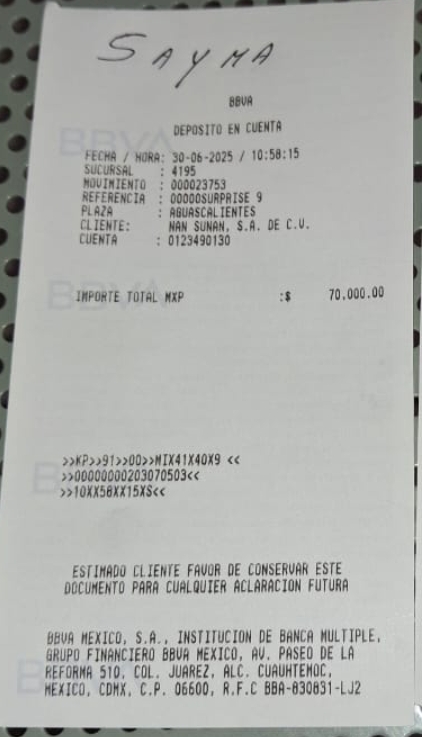 SAYMA
BBVA
DEPOSITO EN CUENTA
FECHA / HORA: 30-06-2025 / 10:58:15
SUCURSAL : 4195
MOVIMIENTO : 000023753
REFERENCIA : 00000SURPRISE 9
PLAZA : AGUASCALIENTES
CLIENTE: NAN SUNAN, S.A. DE C.V.
CUENTA : 0123490130
IMPORTE TOTAL MXP :$ 70.000.00
>>KP>>91>>00>>MIX41X40X9 <<
>>00000000203070503<<
>>10XX58XX15XS<<
ESTIMADO CLIENTE FAVOR DE CONSERVAR ESTE
DOCUMENTO PARA CUALQUIER ACLARACION FUTURA
BBVA MEXICO, S.A., INSTITUCION DE BANCA MULTIPLE,
GRUPO FINANCIERO BBVA MEXICO, AV. PASEO DE LA
REFORMA 510, COL. JUAREZ, ALC. CUAUHTEMOC,
MEXICO, CDMX, C.P. 06600, R.F.C BBA-830831-LJ2